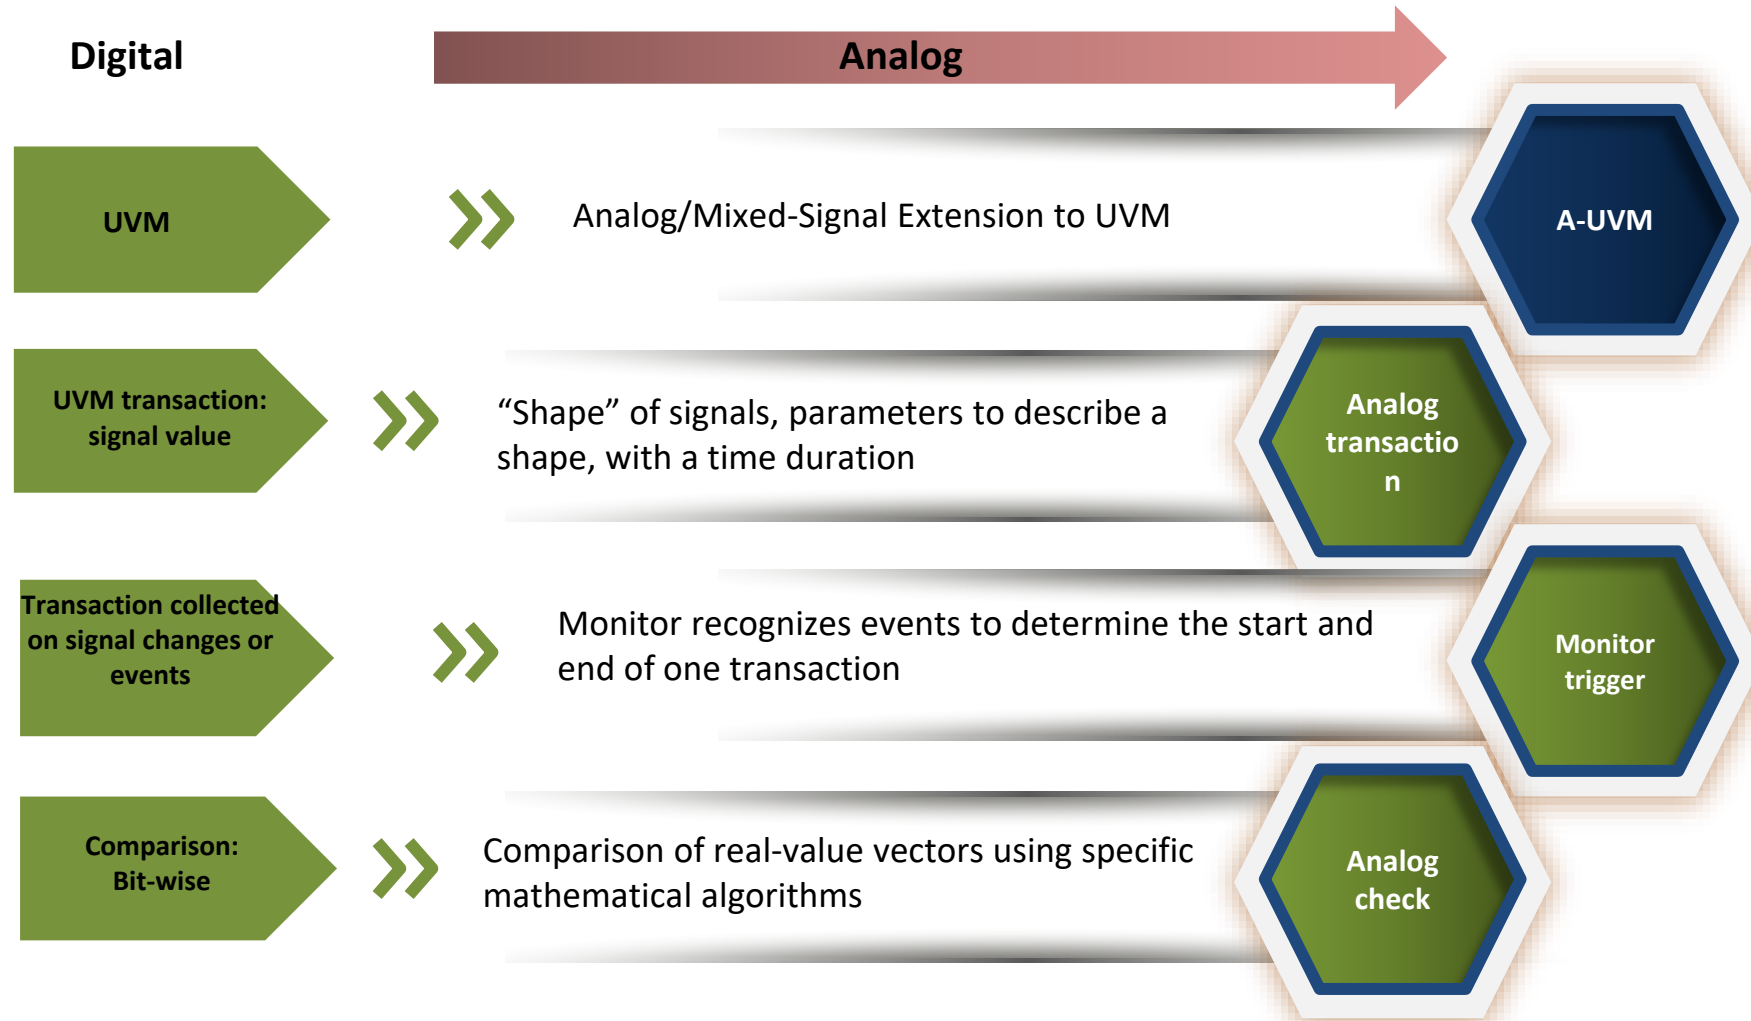 Digital
Analog
UVM
Analog/Mixed-Signal Extension to UVM
A-UVM
UVM transaction:
signal value
“Shape” of signals, parameters to describe a
shape, with a time duration
Analog
transactio
n
Transaction collected
on signal changes or
events
Monitor recognizes events to determine the start and
end of one transaction
Monitor
trigger
Comparison:
Bit-wise
Comparison of real-value vectors using specific
mathematical algorithms
Analog
check